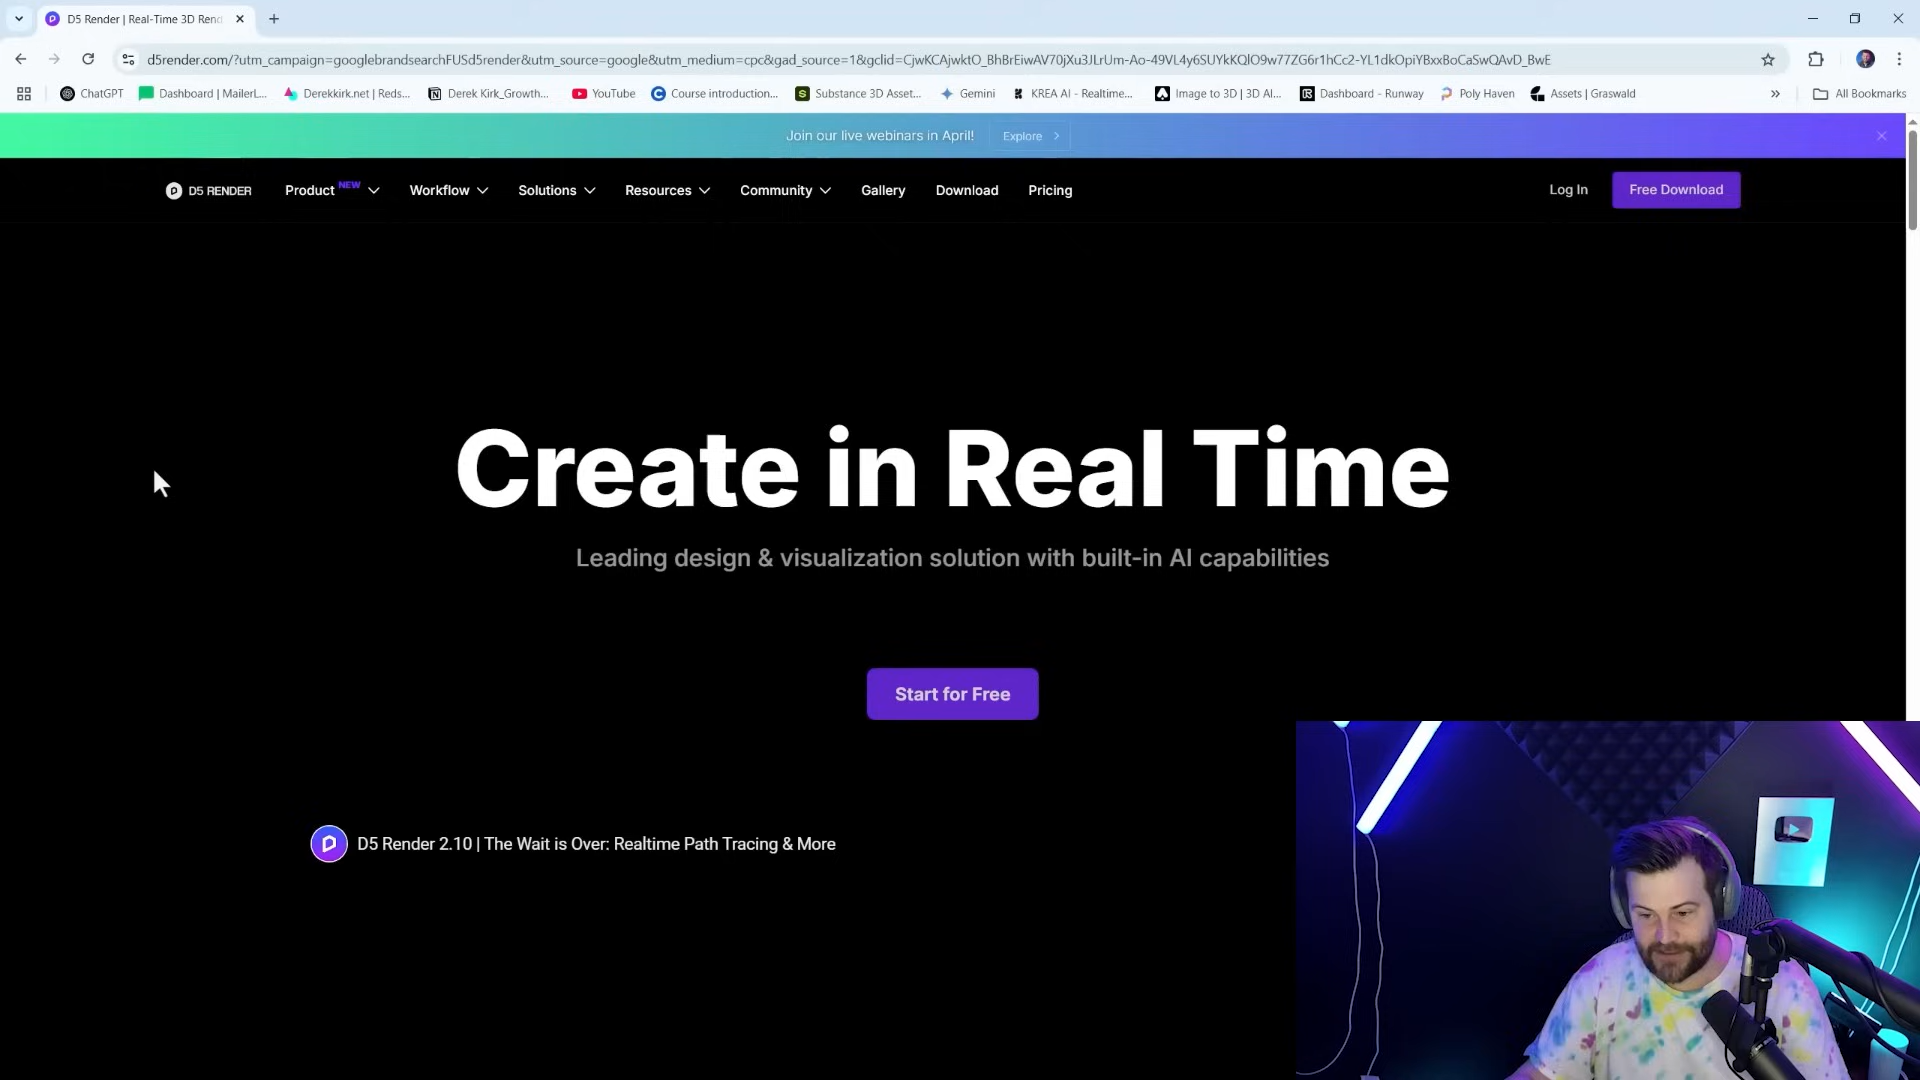 D5 Render | Real-Time 3D Ren
d5render.com/?utm_campaign=googlebrandsearchFUSd5render&utm_source=google&utm_medium=cpc&gad_source=1&gclid=CjwKCAjwktO_BhBrEiwAV70jXu3JLrUm-Ao-49VL4y6SUYkKQlO9w77ZG6r1hCc2-YL1dkOpiYBxxBoCaSwQAvD_BwE
ChatGPT
Dashboard | MailerL...
Derekkirk.net | Reds...
Derek Kirk_Growth...
YouTube
Course introduction...
Substance 3D Asset...
Gemini
KREA AI - Realtime...
Image to 3D | 3D AI...
Dashboard - Runway
Poly Haven
Assets | Graswald
All Bookmarks
Join our live webinars in April! Explore
D5 RENDER
Product NEW
Workflow
Solutions
Resources
Community
Gallery
Download
Pricing
Log In
Free Download
Create in Real Time
Leading design & visualization solution with built-in AI capabilities
Start for Free
D5 Render 2.10 | The Wait is Over: Realtime Path Tracing & More